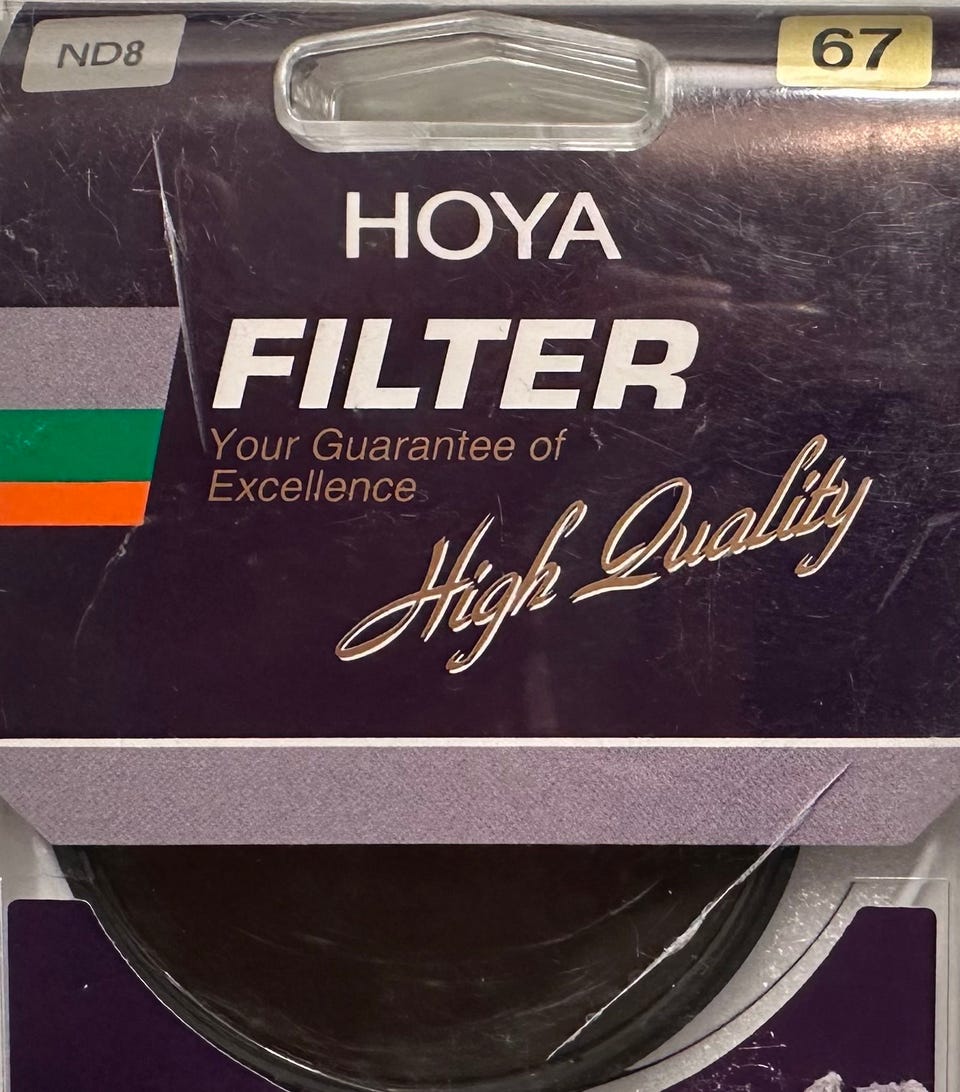 ND8
67
HOYA
FILTER
Your Guarantee of
Excellence
High Quality